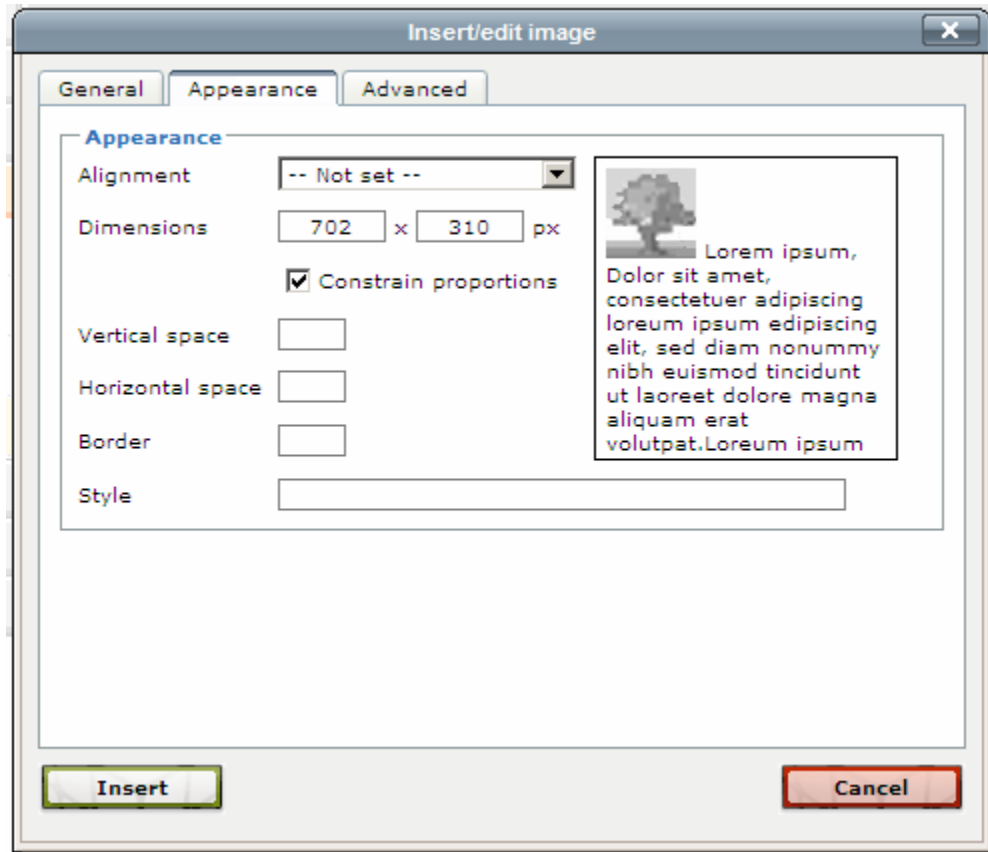 Insert/edit image
General Appearance Advanced
Appearance
Alignment -- Not set --
Dimensions 702 x 310 px
Constrain proportions
Vertical space
Horizontal space
Border
Style
Lorem ipsum,
Dolor sit amet,
consectetuer adipiscing
loreum ipsum edipiscing
elit, sed diam nonummy
nibh euismod tincidunt
ut laoreet dolore magna
aliquam erat
volutpat.Loreum ipsum
Insert Cancel